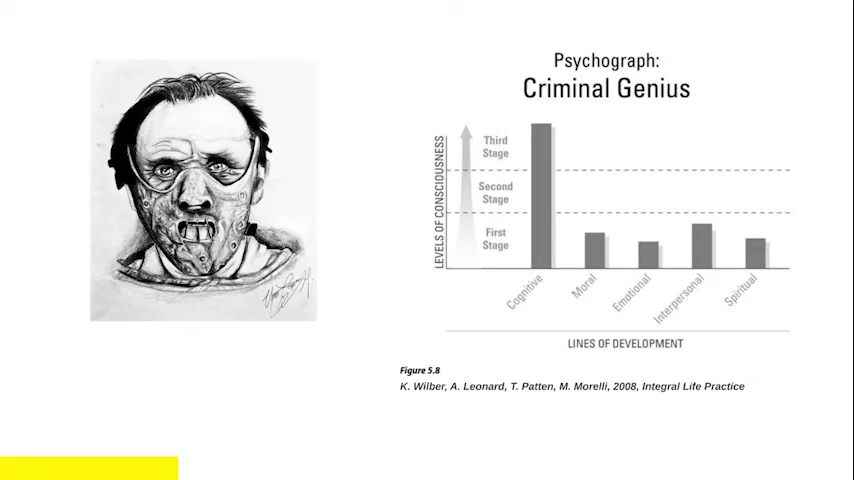 Psychograph:
Criminal Genius
LEVELS OF CONSCIOUSNESS
Third
Stage
Second
Stage
First
Stage
Cognitive
Moral
Emotional
Interpersonal
Spiritual
LINES OF DEVELOPMENT
Figure 5.8
K. Wilber, A. Leonard, T. Patten, M. Morelli, 2008, Integral Life Practice